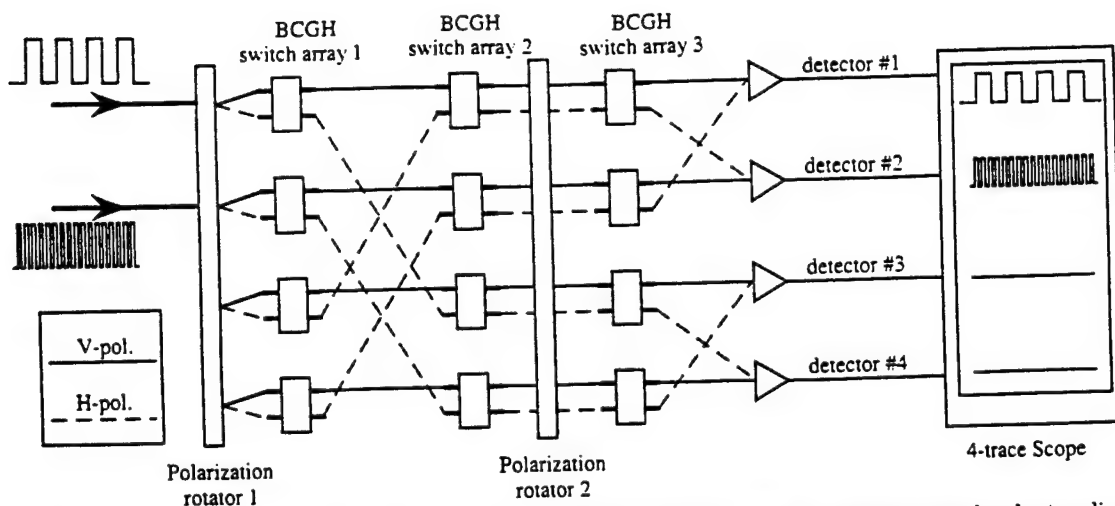 BCGH
switch array 1
BCGH
switch array 2
BCGH
switch array 3
detector #1
detector #2
detector #3
detector #4
V-pol.
H-pol.
Polarization
rotator 1
Polarization
rotator 2
4-trace Scope